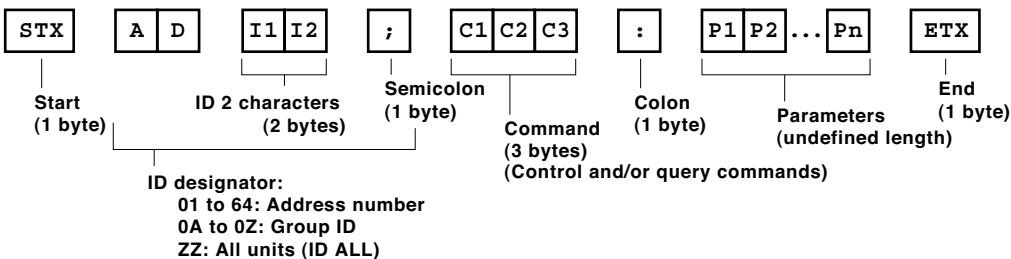 STX A D I1 I2 ; C1 C2 C3 : P1 P2 ... Pn ETX
Start
(1 byte)
ID 2 characters
(2 bytes)
Semicolon
(1 byte)
Command
(3 bytes)
(Control and/or query commands)
Colon
(1 byte)
Parameters
(undefined length)
End
(1 byte)
ID designator:
01 to 64: Address number
0A to 0Z: Group ID
ZZ: All units (ID ALL)